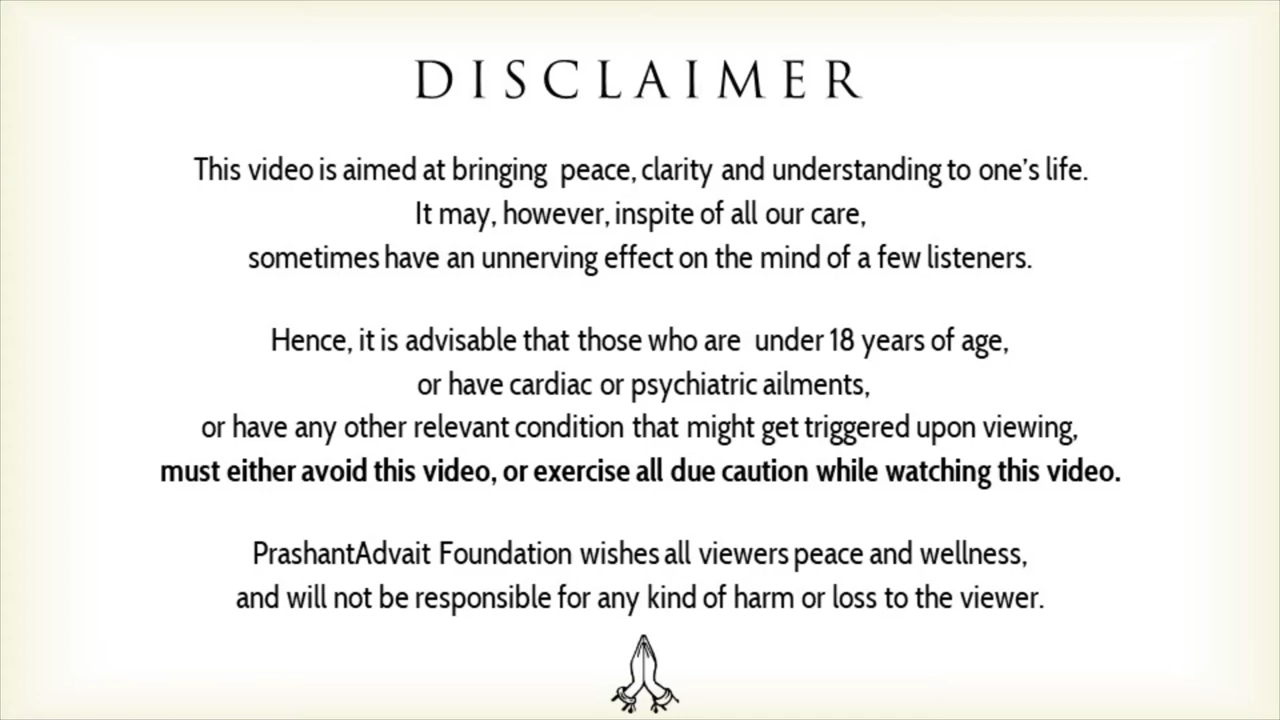 DISCLAIMER
This video is aimed at bringing peace, clarity and understanding to one's life.
It may, however, inspite of all our care,
sometimes have an unnerving effect on the mind of a few listeners.
Hence, it is advisable that those who are under 18 years of age,
or have cardiac or psychiatric ailments,
or have any other relevant condition that might get triggered upon viewing,
must either avoid this video, or exercise all due caution while watching this video.
PrashantAdvait Foundation wishes all viewers peace and wellness,
and will not be responsible for any kind of harm or loss to the viewer.